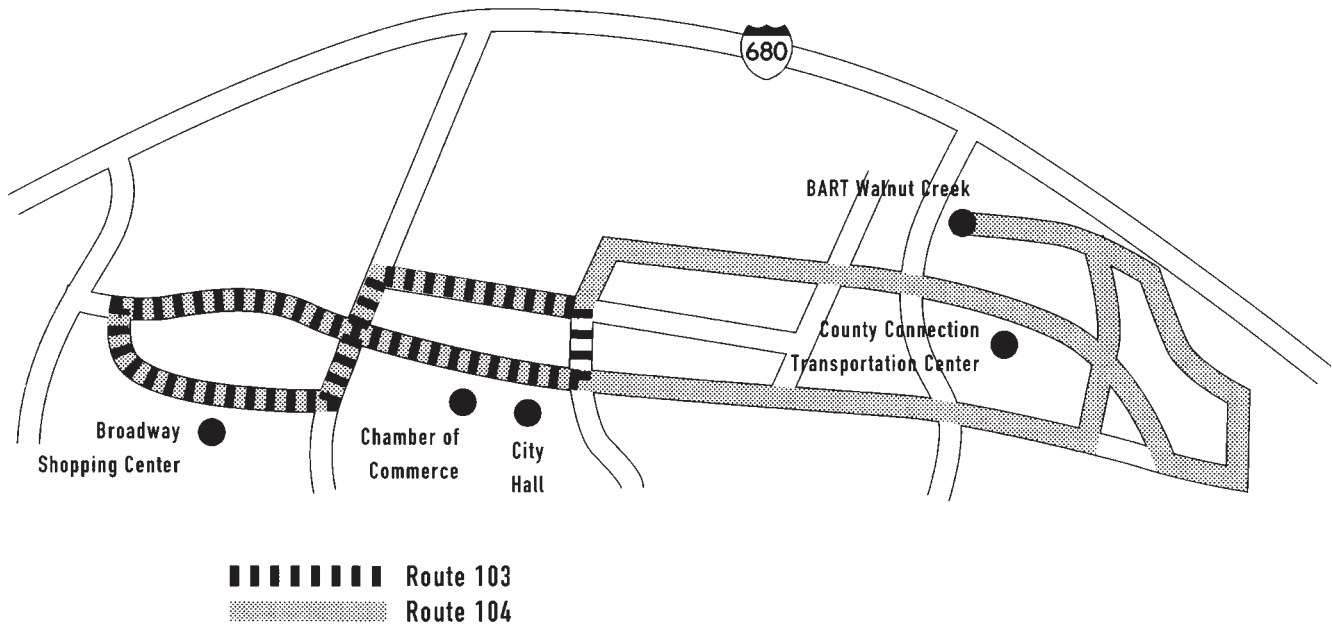 680
BART Walnut Creek
County Connection
Transportation Center
Broadway
Shopping Center
Chamber of
Commerce
City
Hall
Route 103
Route 104